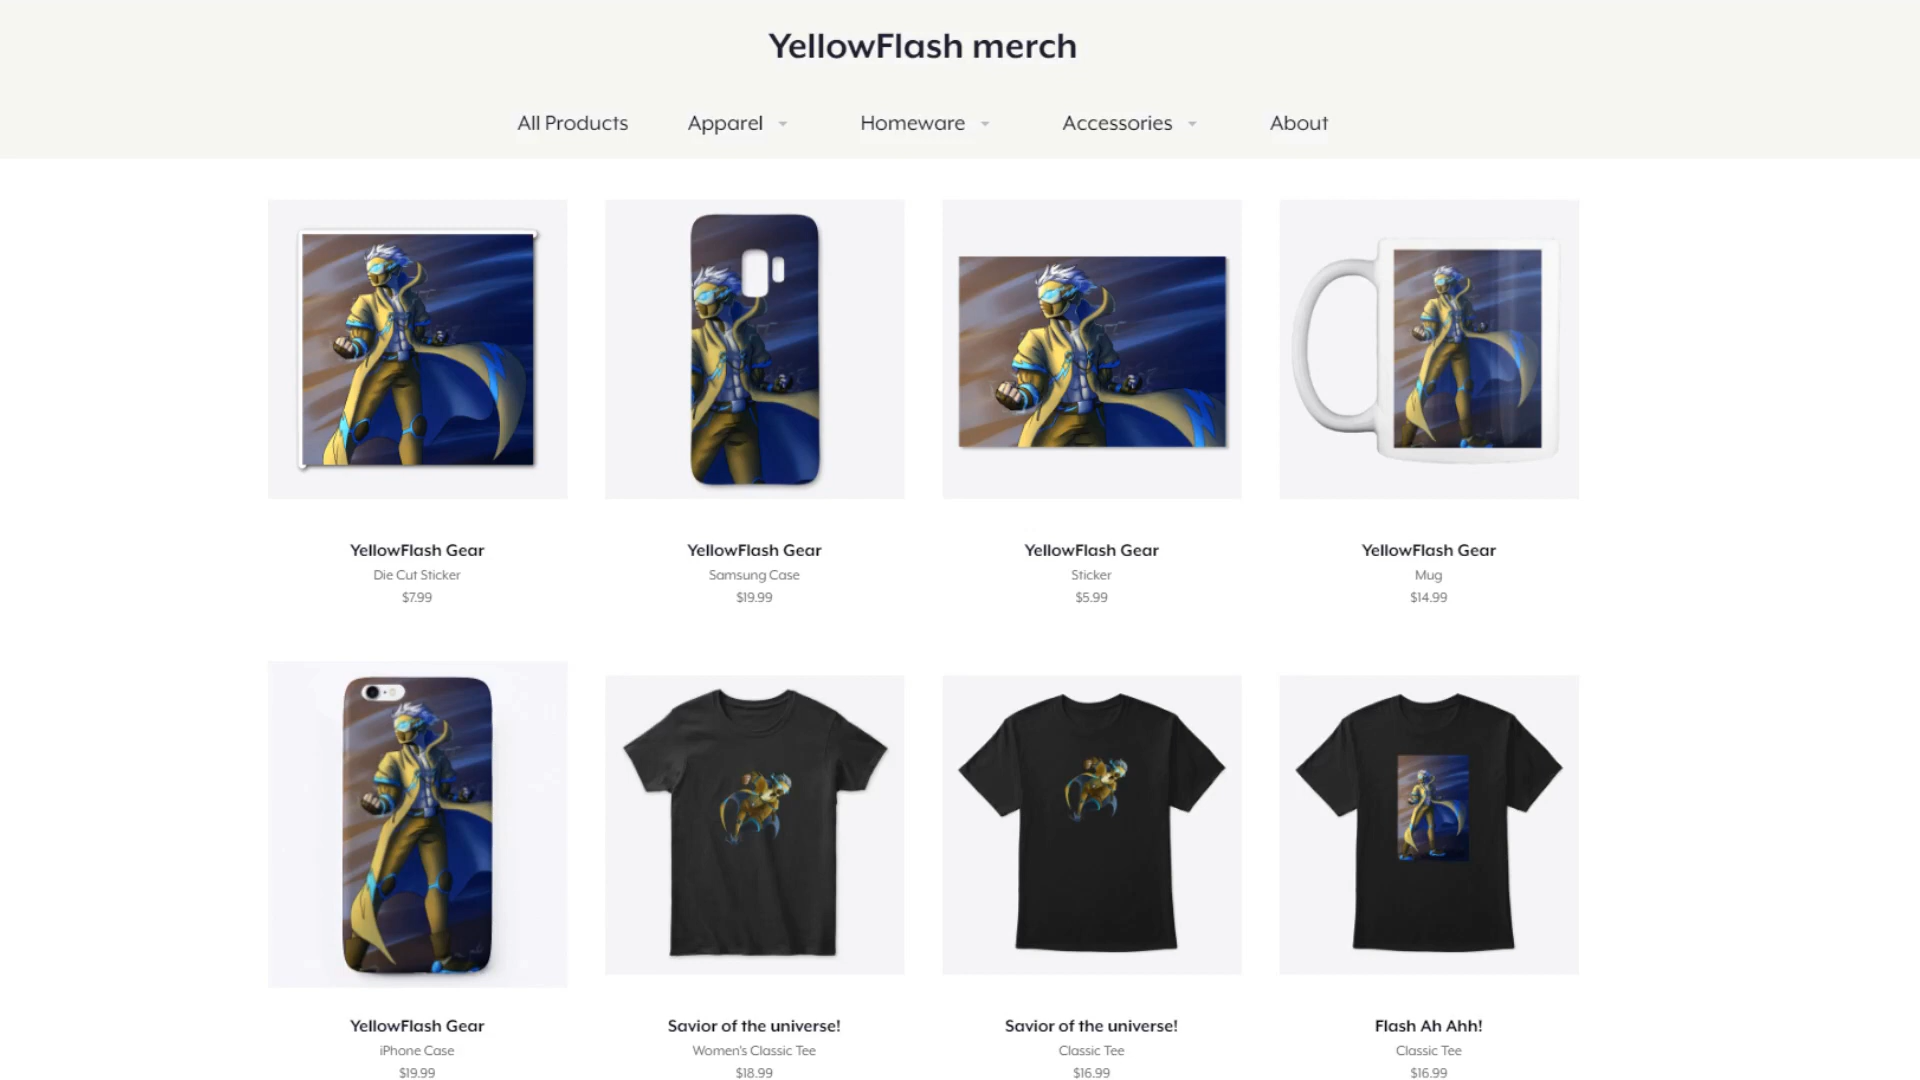 YellowFlash merch
All Products Apparel Homeware Accessories About
YellowFlash Gear
Die Cut Sticker
$7.99
YellowFlash Gear
Samsung Case
$19.99
YellowFlash Gear
Sticker
$5.99
YellowFlash Gear
Mug
$14.99
YellowFlash Gear
iPhone Case
$19.99
Savior of the universe!
Women's Classic Tee
$18.99
Savior of the universe!
Classic Tee
$16.99
Flash Ah Ahh!
Classic Tee
$16.99